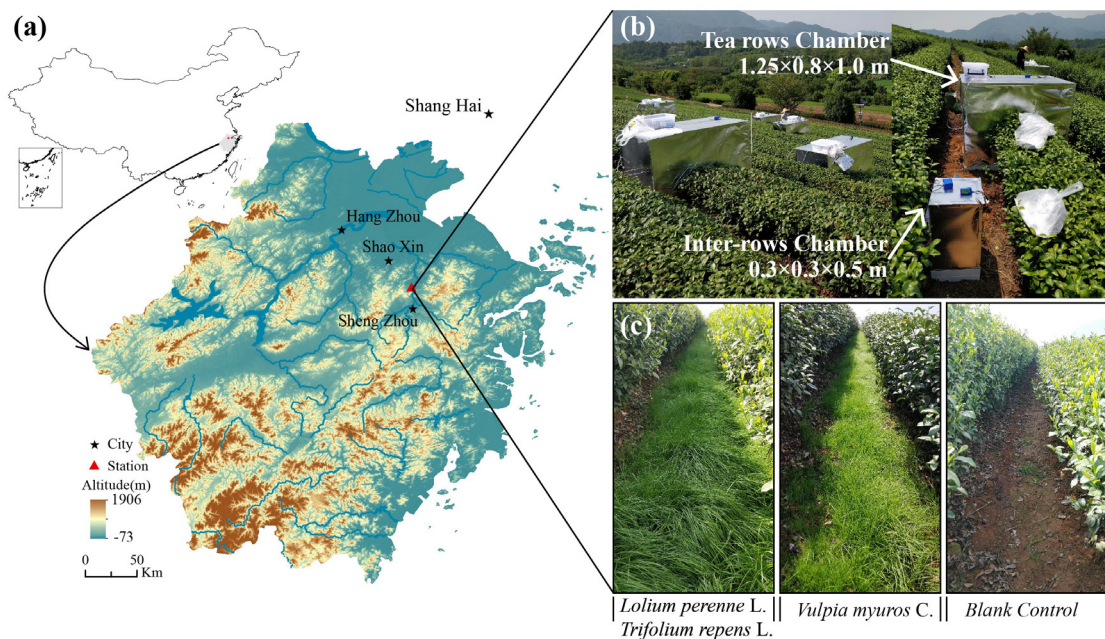 (a)
Shang Hai
Hang Zhou
Shao Xin
Sheng Zhou
City
Station
Altitude(m)
1906
-73
0 50
Km
(b)
Tea rows Chamber
1.25×0.8×1.0 m
Inter-rows Chamber
0.3×0.3×0.5 m
(c)
Lolium perenne L.
Trifolium repens L.
Vulpia myuros C.
Blank Control